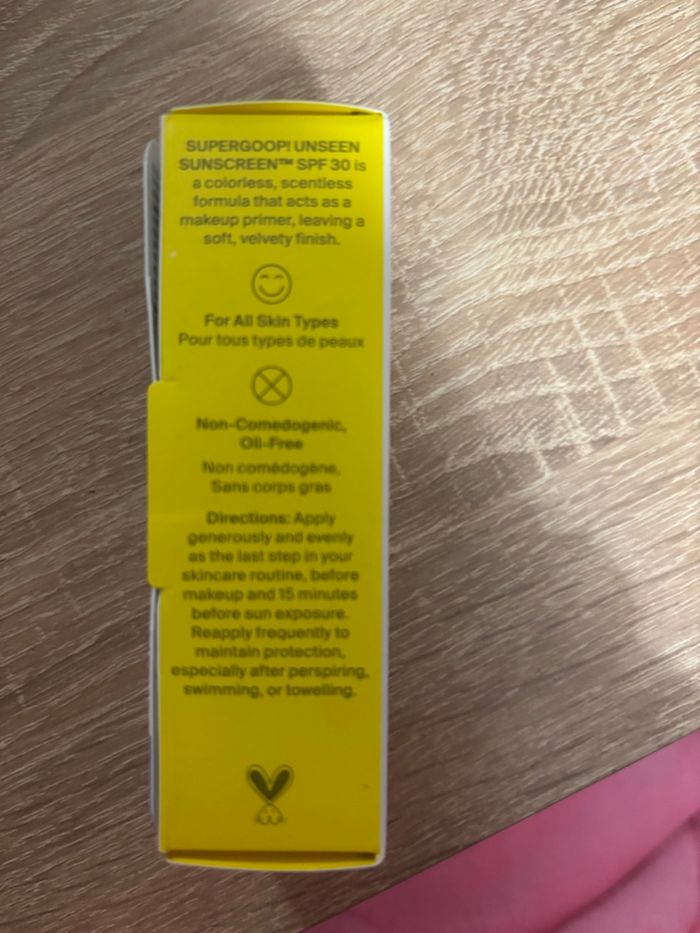 SUPERGOOP! UNSEEN
SUNSCREEN™ SPF 30 is
a colorless, scentless
formula that acts as a
makeup primer, leaving a
soft, velvety finish.
For All Skin Types
Pour tous types de peaux
Non-Comedogenic,
Oil-Free
Non comédogène,
Sans corps gras
Directions: Apply
generously and evenly
as the last step in your
skincare routine, before
makeup and 15 minutes
before sun exposure.
Reapply frequently to
maintain protection,
especially after perspiring,
swimming, or towelling.